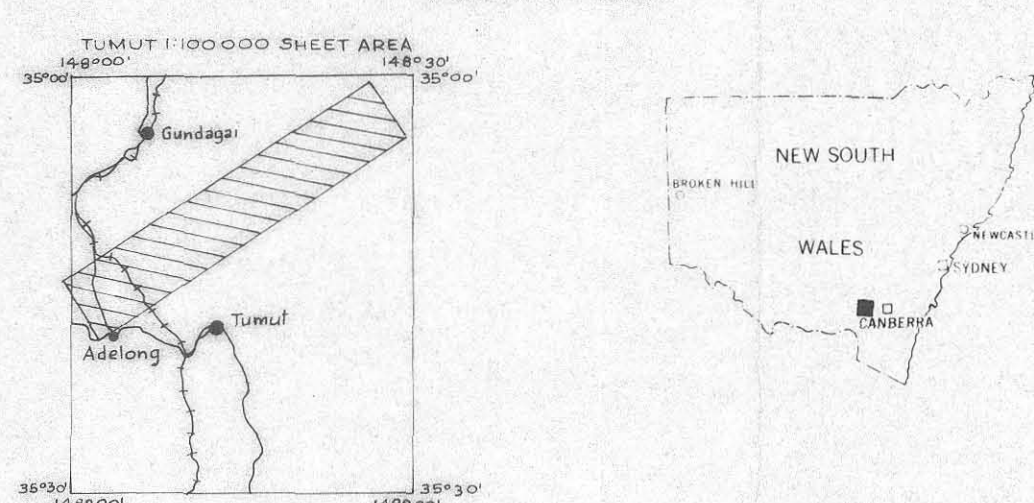 TUMUT 1:100 000 SHEET AREA
148°00' 148°30'
35°00' 35°00'
Gundagai
Tumut
Adelong
35°30' 35°30'
NEW SOUTH
BROKEN HILL
WALES
NEWCASTL
SYDNEY
CANBERRA